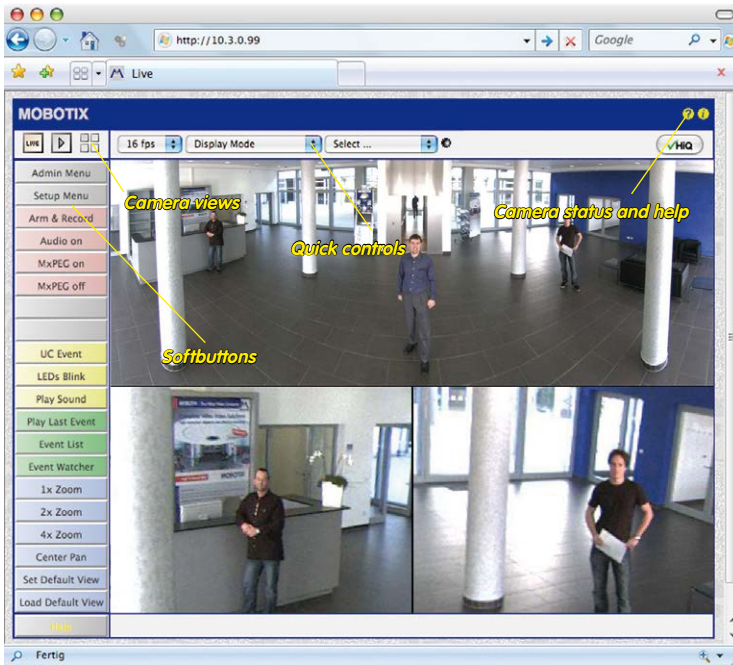 http://10.3.0.99
Google
Live
MOBOTIX
LIVE
16 fps
Display Mode
Select ...
HiQ
Admin Menu
Setup Menu
Arm & Record
Audio on
MxPEG on
MxPEG off
UC Event
LEDs Blink
Play Sound
Play Last Event
Event List
Event Watcher
1x Zoom
2x Zoom
4x Zoom
Center Pan
Set Default View
Load Default View
Help
Camera views
Quick controls
Camera status and help
Softbuttons
MOBOTIX
Fertig